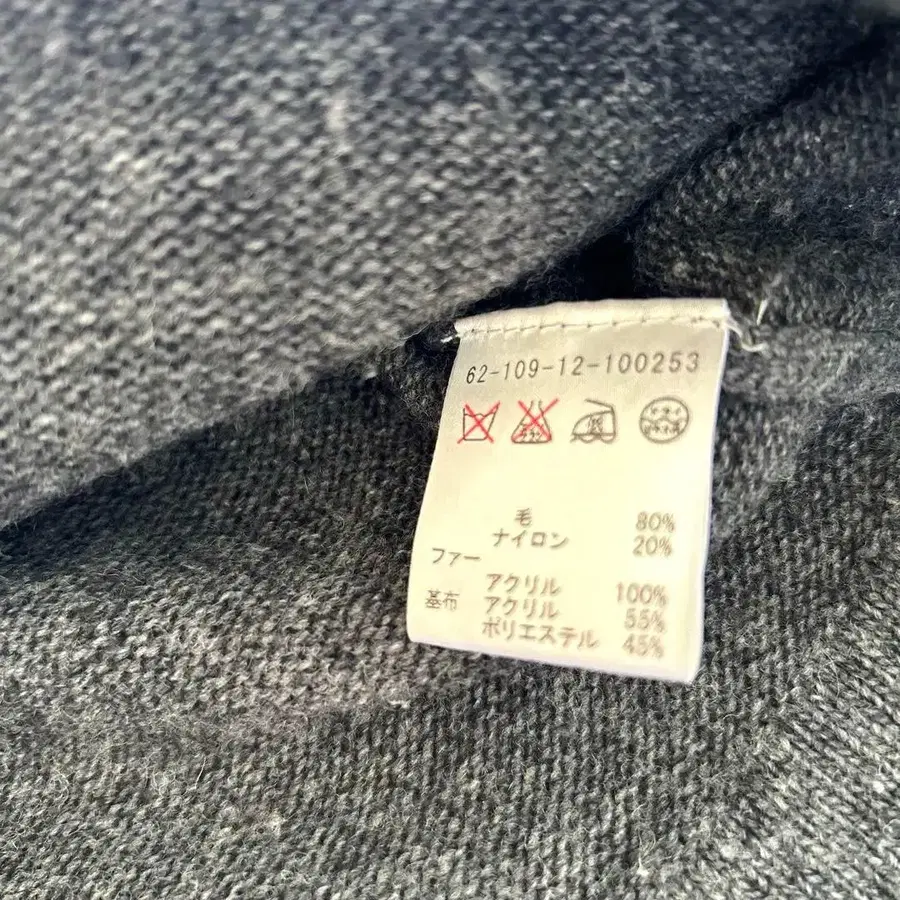 62-109-12-100253
毛 80%
ナイロン 20%
ファー
アクリル 100%
基布 アクリル 55%
ポリエステル 45%